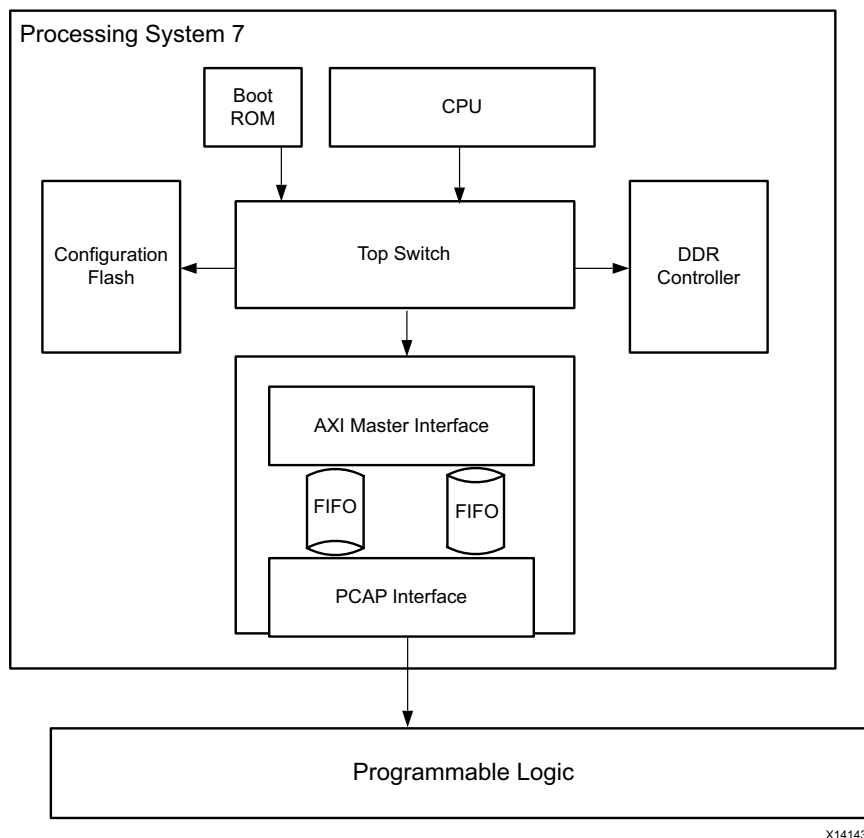 Processing System 7
Boot
ROM
CPU
Configuration
Flash
Top Switch
DDR
Controller
AXI Master Interface
FIFO
FIFO
PCAP Interface
Programmable Logic
X14143